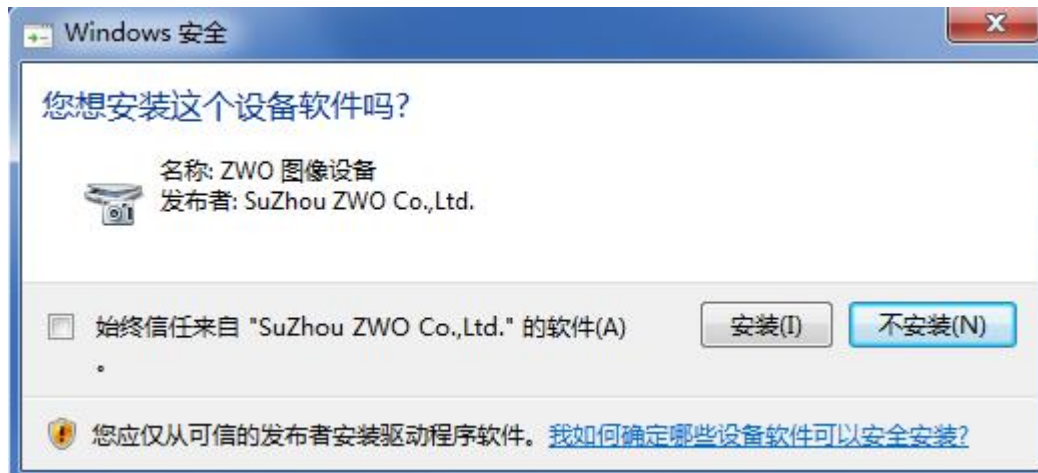 Windows 安全
您想安装这个设备软件吗?
名称: ZWO 图像设备
发布者: SuZhou ZWO Co.,Ltd.
始终信任来自 "SuZhou ZWO Co.,Ltd." 的软件(A)
。
安装(I)
不安装(N)
您应仅从可信的发布者安装驱动程序软件。我如何确定哪些设备软件可以安全安装?